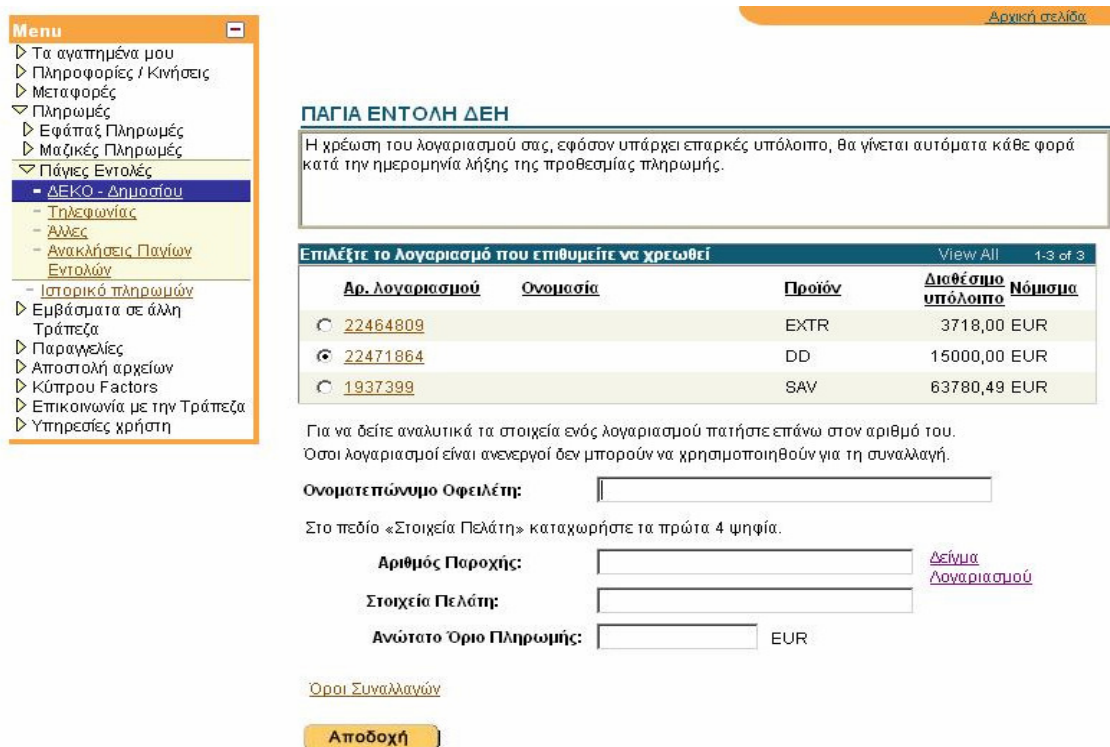 Αρχική σελίδα
Menu
Τα αγαπημένα μου
Πληροφορίες / Κινήσεις
Μεταφορές
Πληρωμές
Εφάπαξ Πληρωμές
Μαζικές Πληρωμές
Πάγιες Εντολές
ΔΕΚΟ - Δημοσίου
Τηλεφωνίας
Άλλες
Ανακλήσεις Παγίων
Εντολών
Ιστορικό πληρωμών
Εμβάσματα σε άλλη
Τράπεζα
Παραγγελίες
Αποστολή αρχείων
Κύπρου Factors
Επικοινωνία με την Τράπεζα
Υπηρεσίες χρήστη
ΠΑΓΙΑ ΕΝΤΟΛΗ ΔΕΗ
Η χρέωση του λογαριασμού σας, εφόσον υπάρχει επαρκές υπόλοιπο, θα γίνεται αυτόματα κάθε φορά
κατά την ημερομηνία λήξης της προθεσμίας πληρωμής.
Επιλέξτε το λογαριασμό που επιθυμείτε να χρεωθεί View All 1-3 of 3
Αρ. λογαριασμού Ονομασία Προϊόν Διαθέσιμο υπόλοιπο Νόμισμα
22464809 EXTR 3718,00 EUR
22471864 DD 15000,00 EUR
1937399 SAV 63780,49 EUR
Για να δείτε αναλυτικά τα στοιχεία ενός λογαριασμού πατήστε επάνω στον αριθμό του.
Όσοι λογαριασμοί είναι ανενεργοί δεν μπορούν να χρησιμοποιηθούν για τη συναλλαγή.
Ονοματεπώνυμο Οφειλέτη:
Στο πεδίο «Στοιχεία Πελάτη» καταχωρήστε τα πρώτα 4 ψηφία.
Αριθμός Παροχής: Δείγμα
Λογαριασμού
Στοιχεία Πελάτη:
Ανώτατο Όριο Πληρωμής: EUR
Όροι Συναλλαγών
Αποδοχή